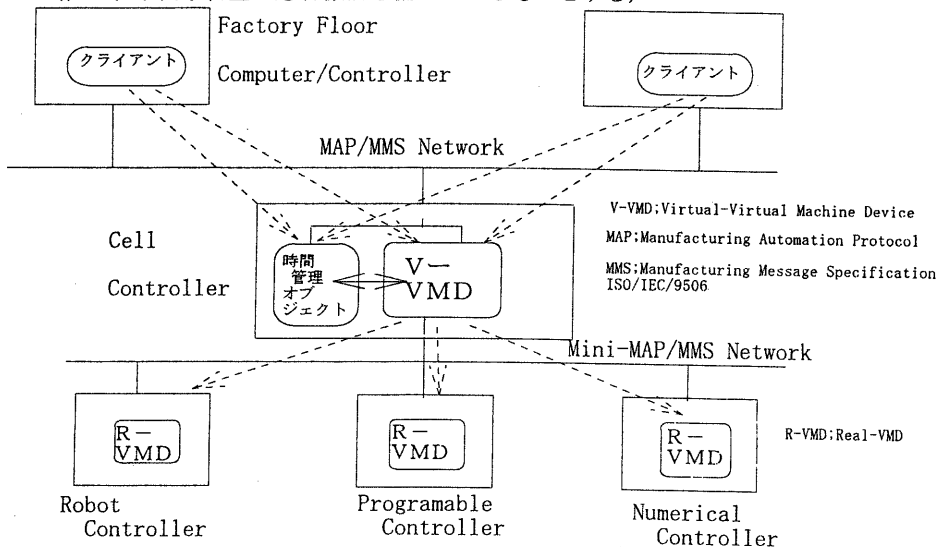 Factory Floor
クライアント
Computer/Controller
クライアント
MAP/MMS Network
V-VMD;Virtual-Virtual Machine Device
MAP;Manufacturing Automation Protocol
MMS;Manufacturing Message Specification
ISO/IEC/9506
Cell
Controller
時間
管理
オブ
ジェクト
V－
VMD
Mini-MAP/MMS Network
R－
VMD
R－
VMD
R－
VMD
R-VMD;Real-VMD
Robot
Controller
Programable
Controller
Numerical
Controller